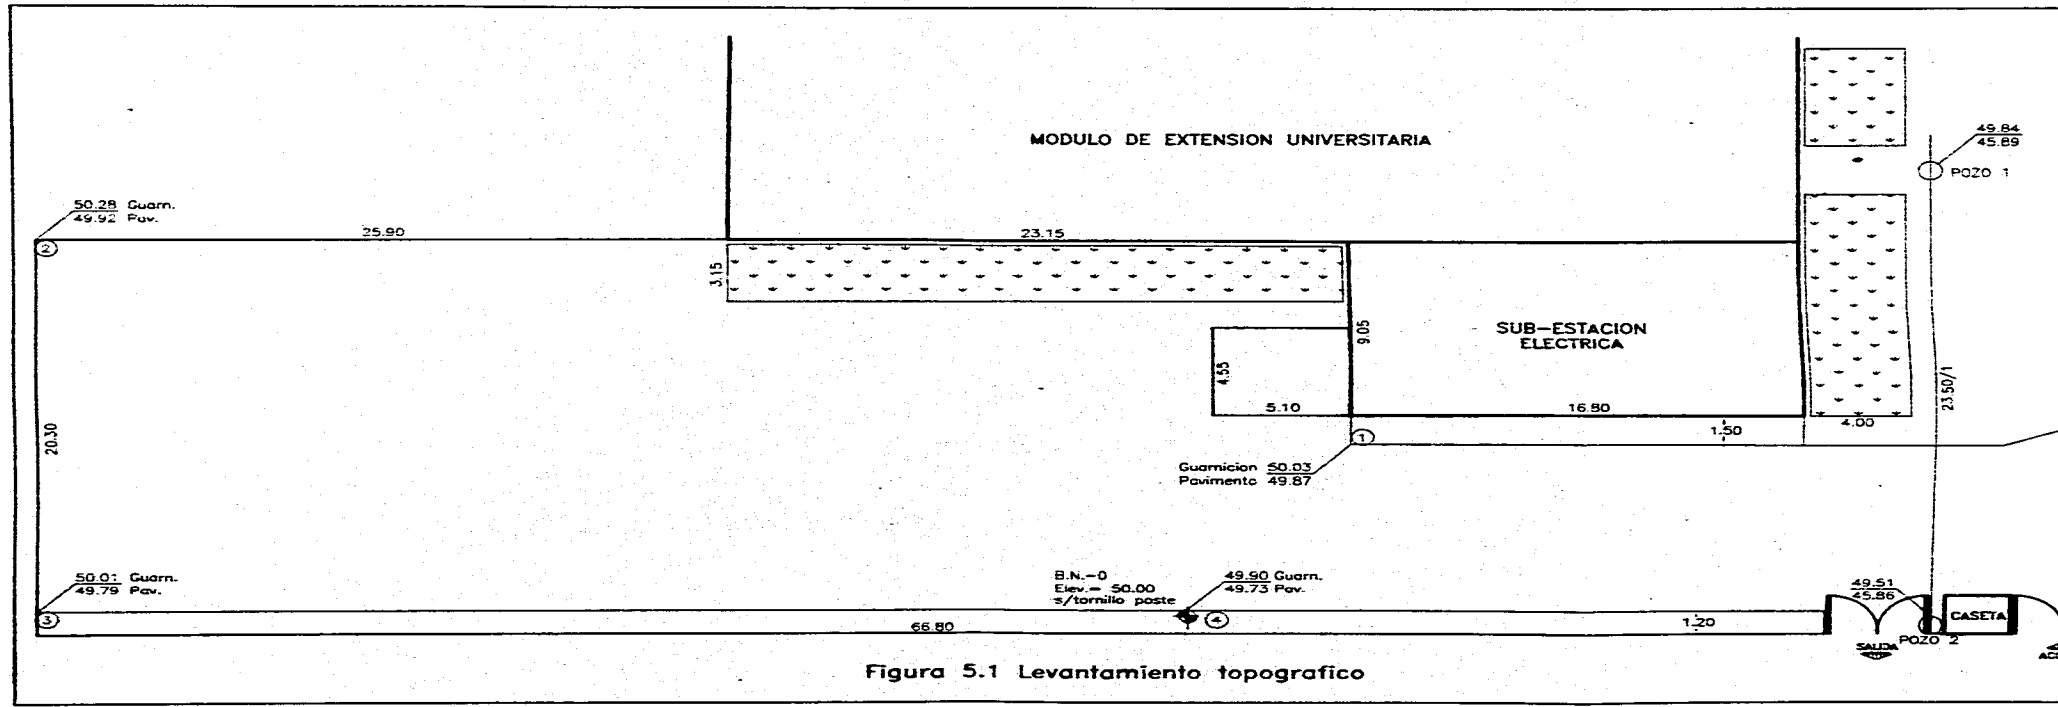 MODULO DE EXTENSION UNIVERSITARIA
49.84
45.89
POZO 1
50.28 Guarn.
49.92 Pav.
2
25.90
23.15
3.15
9.05
SUB-ESTACION
ELECTRICA
4.55
5.10
16.80
1.50
4.00
23.50/1
20.30
1
Guarnicion 50.03
Pavimento 49.87
50.01 Guarn.
49.79 Pav.
3
B.N.-0
Elev.= 50.00
s/tornillo poste
49.90 Guarn.
49.73 Pav.
4
66.80
1.20
49.51
45.86
CASETA
SALIDA
POZO 2
Figura 5.1 Levantamiento topografico